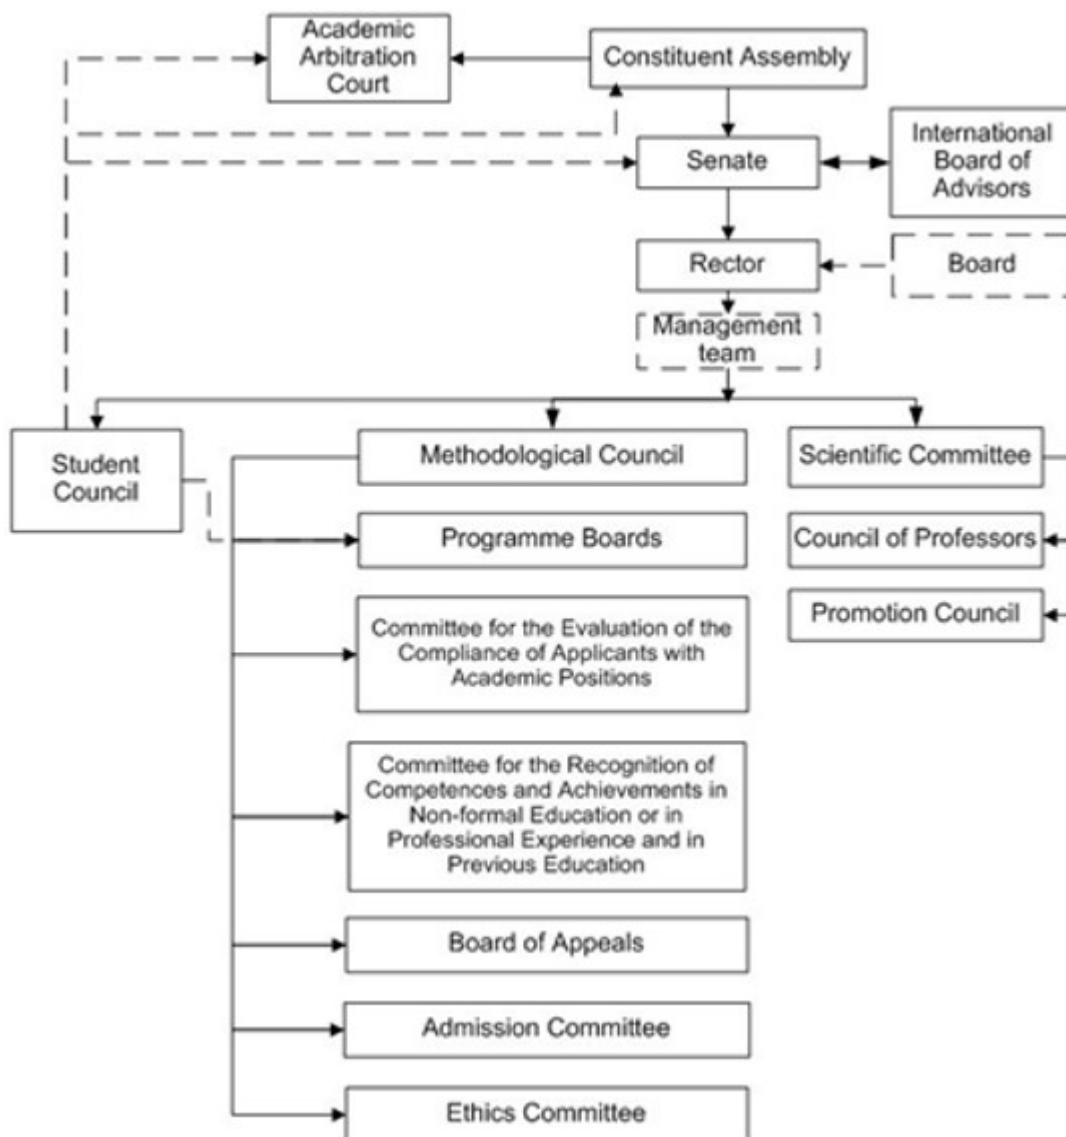 Academic
Arbitration
Court
Constituent Assembly
International
Board of
Advisors
Senate
Rector
Board
Management
team
Student
Council
Methodological Council
Scientific Committee
Programme Boards
Council of Professors
Committee for the Evaluation of the
Compliance of Applicants with
Academic Positions
Promotion Council
Committee for the Recognition of
Competences and Achievements in
Non-formal Education or in
Professional Experience and in
Previous Education
Board of Appeals
Admission Committee
Ethics Committee